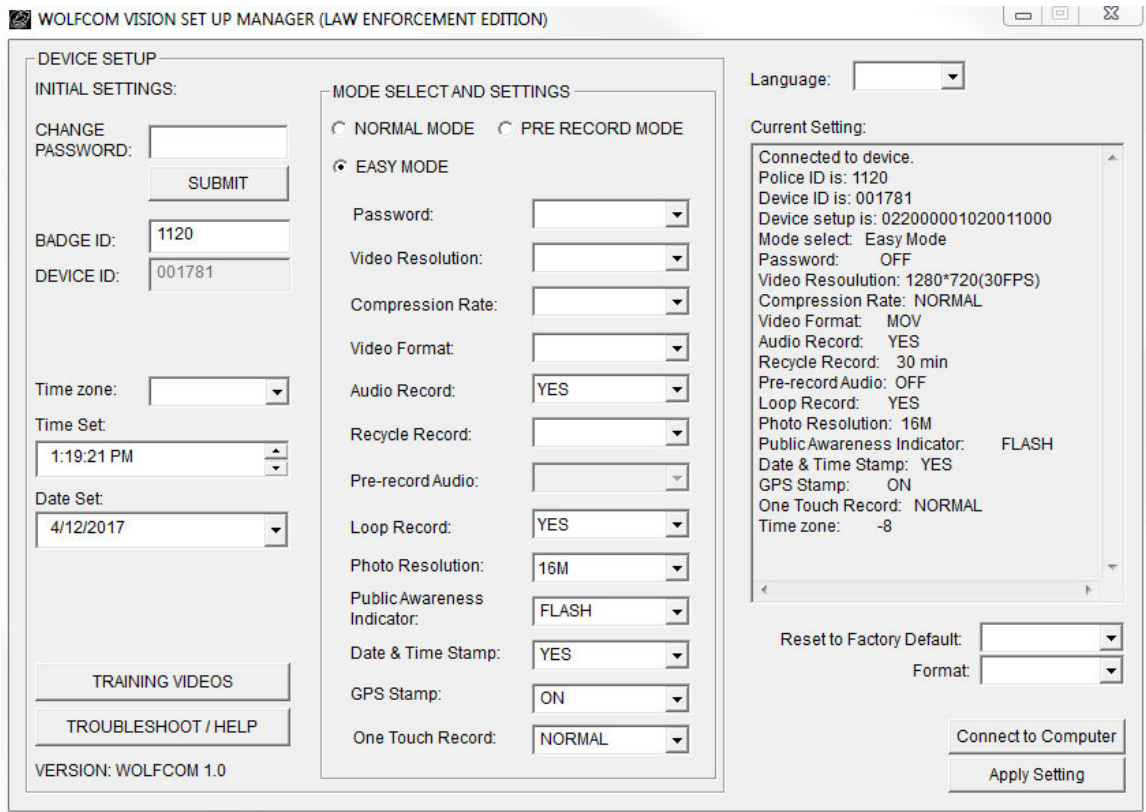 WOLFCOM VISION SET UP MANAGER (LAW ENFORCEMENT EDITION)
DEVICE SETUP
INITIAL SETTINGS:
CHANGE
PASSWORD:
SUBMIT
BADGE ID: 1120
DEVICE ID: 001781
Time zone:
Time Set:
1:19:21 PM
Date Set:
4/12/2017
TRAINING VIDEOS
TROUBLESHOOT / HELP
VERSION: WOLFCOM 1.0
MODE SELECT AND SETTINGS
NORMAL MODE PRE RECORD MODE
EASY MODE
Password:
Video Resolution:
Compression Rate:
Video Format:
Audio Record: YES
Recycle Record:
Pre-record Audio:
Loop Record: YES
Photo Resolution: 16M
Public Awareness
Indicator: FLASH
Date & Time Stamp: YES
GPS Stamp: ON
One Touch Record: NORMAL
Language:
Current Setting:
Connected to device.
Police ID is: 1120
Device ID is: 001781
Device setup is: 022000001020011000
Mode select: Easy Mode
Password: OFF
Video Resoulution: 1280*720(30FPS)
Compression Rate: NORMAL
Video Format: MOV
Audio Record: YES
Recycle Record: 30 min
Pre-record Audio: OFF
Loop Record: YES
Photo Resolution: 16M
Public Awareness Indicator: FLASH
Date & Time Stamp: YES
GPS Stamp: ON
One Touch Record: NORMAL
Time zone: -8
Reset to Factory Default:
Format:
Connect to Computer
Apply Setting